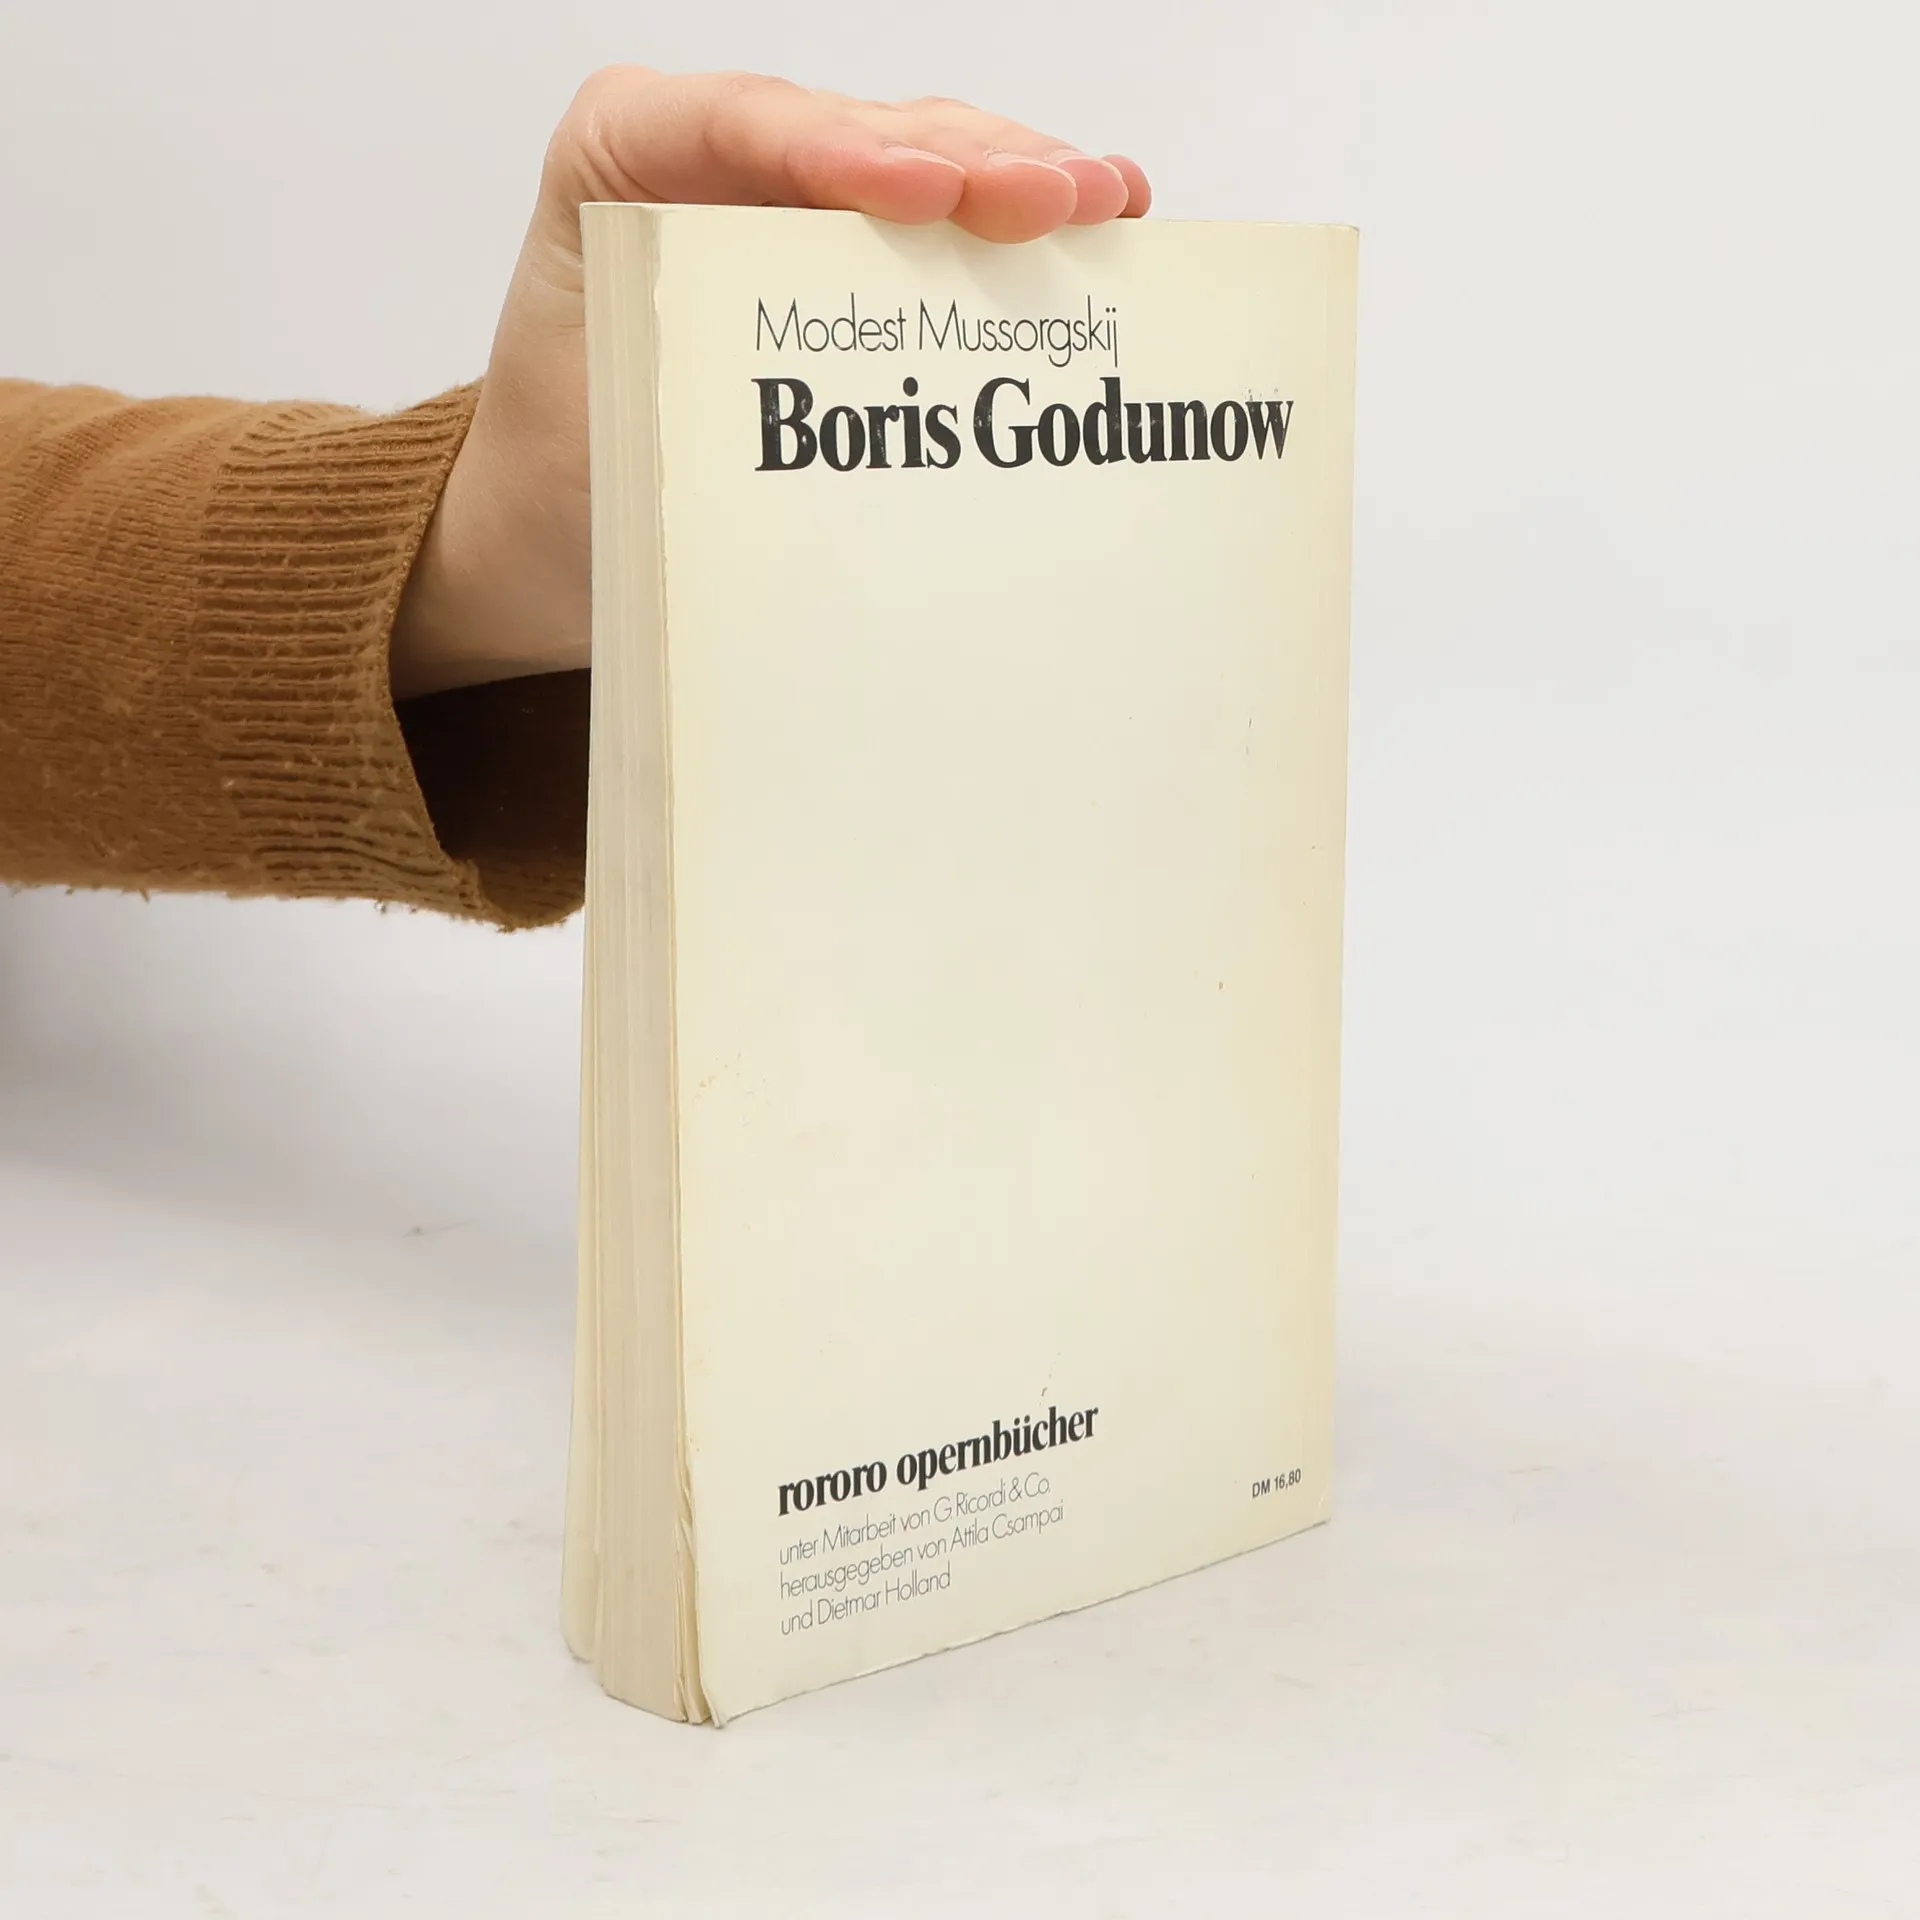 Modest Mussorgskij
Boris Godunow
rororo opernbücher
unter Mitarbeit von G. Ricordi & Co.
herausgegeben von Attila Csampai
und Dietmar Holland
DM 16,80